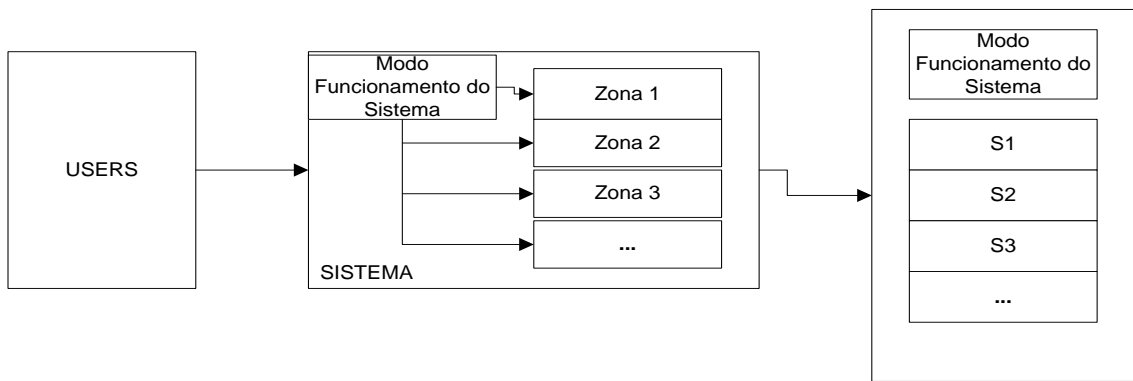 USERS
Modo
Funcionamento do
Sistema
Zona 1
Zona 2
Zona 3
...
SISTEMA
Modo
Funcionamento do
Sistema
S1
S2
S3
...